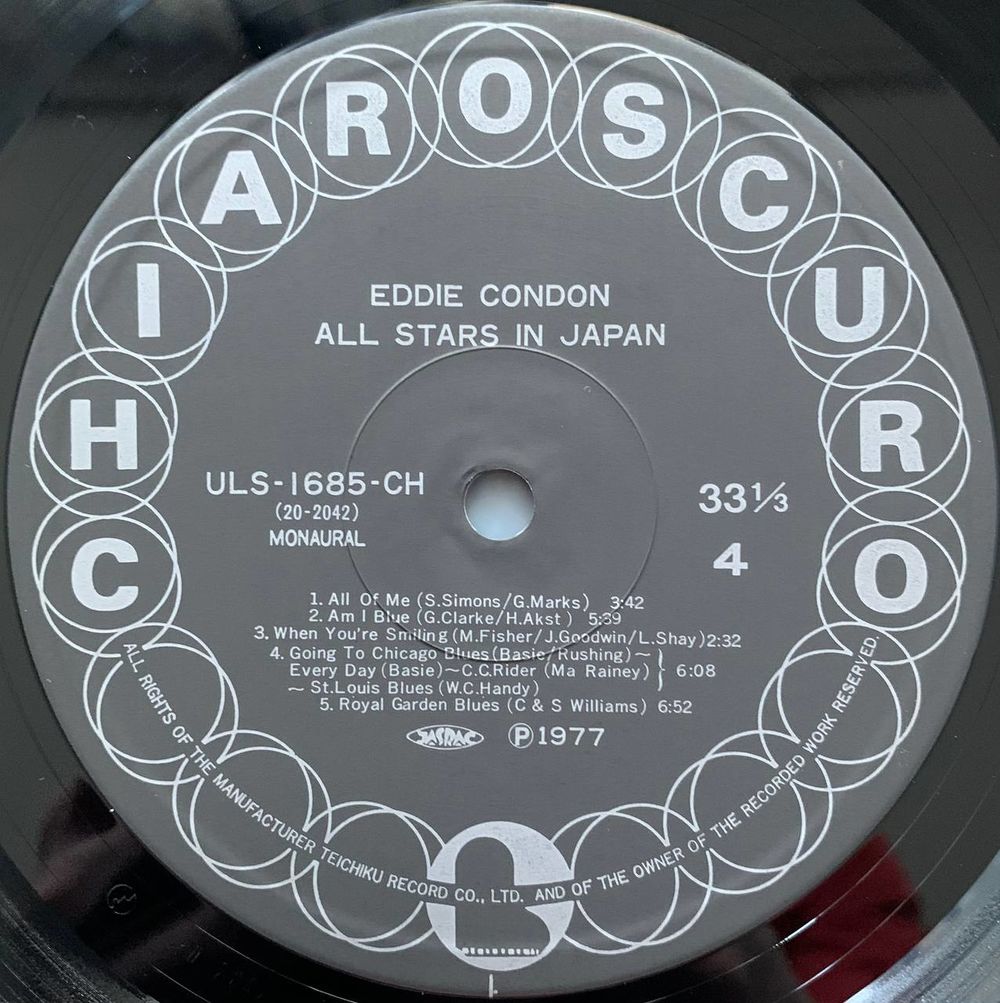 CHIAROSCURO
EDDIE CONDON
ALL STARS IN JAPAN
ULS-1685-CH
(20-2042)
MONAURAL
33⅓
4
1. All Of Me (S.Simons/G.Marks) 3:42
2. Am I Blue (G.Clarke/H.Akst) 5:39
3. When You're Smiling (M.Fisher/J.Goodwin/L.Shay) 2:32
4. Going To Chicago Blues (Basie/Rushing)~
Every Day (Basie)~C.C.Rider (Ma Rainey) 6:08
~St.Louis Blues (W.C.Handy)
5. Royal Garden Blues (C & S Williams) 6:52
JASRAC Ⓟ1977
ALL RIGHTS OF THE MANUFACTURER TEICHIKU RECORD CO., LTD. AND OF THE OWNER OF THE RECORDED WORK RESERVED.